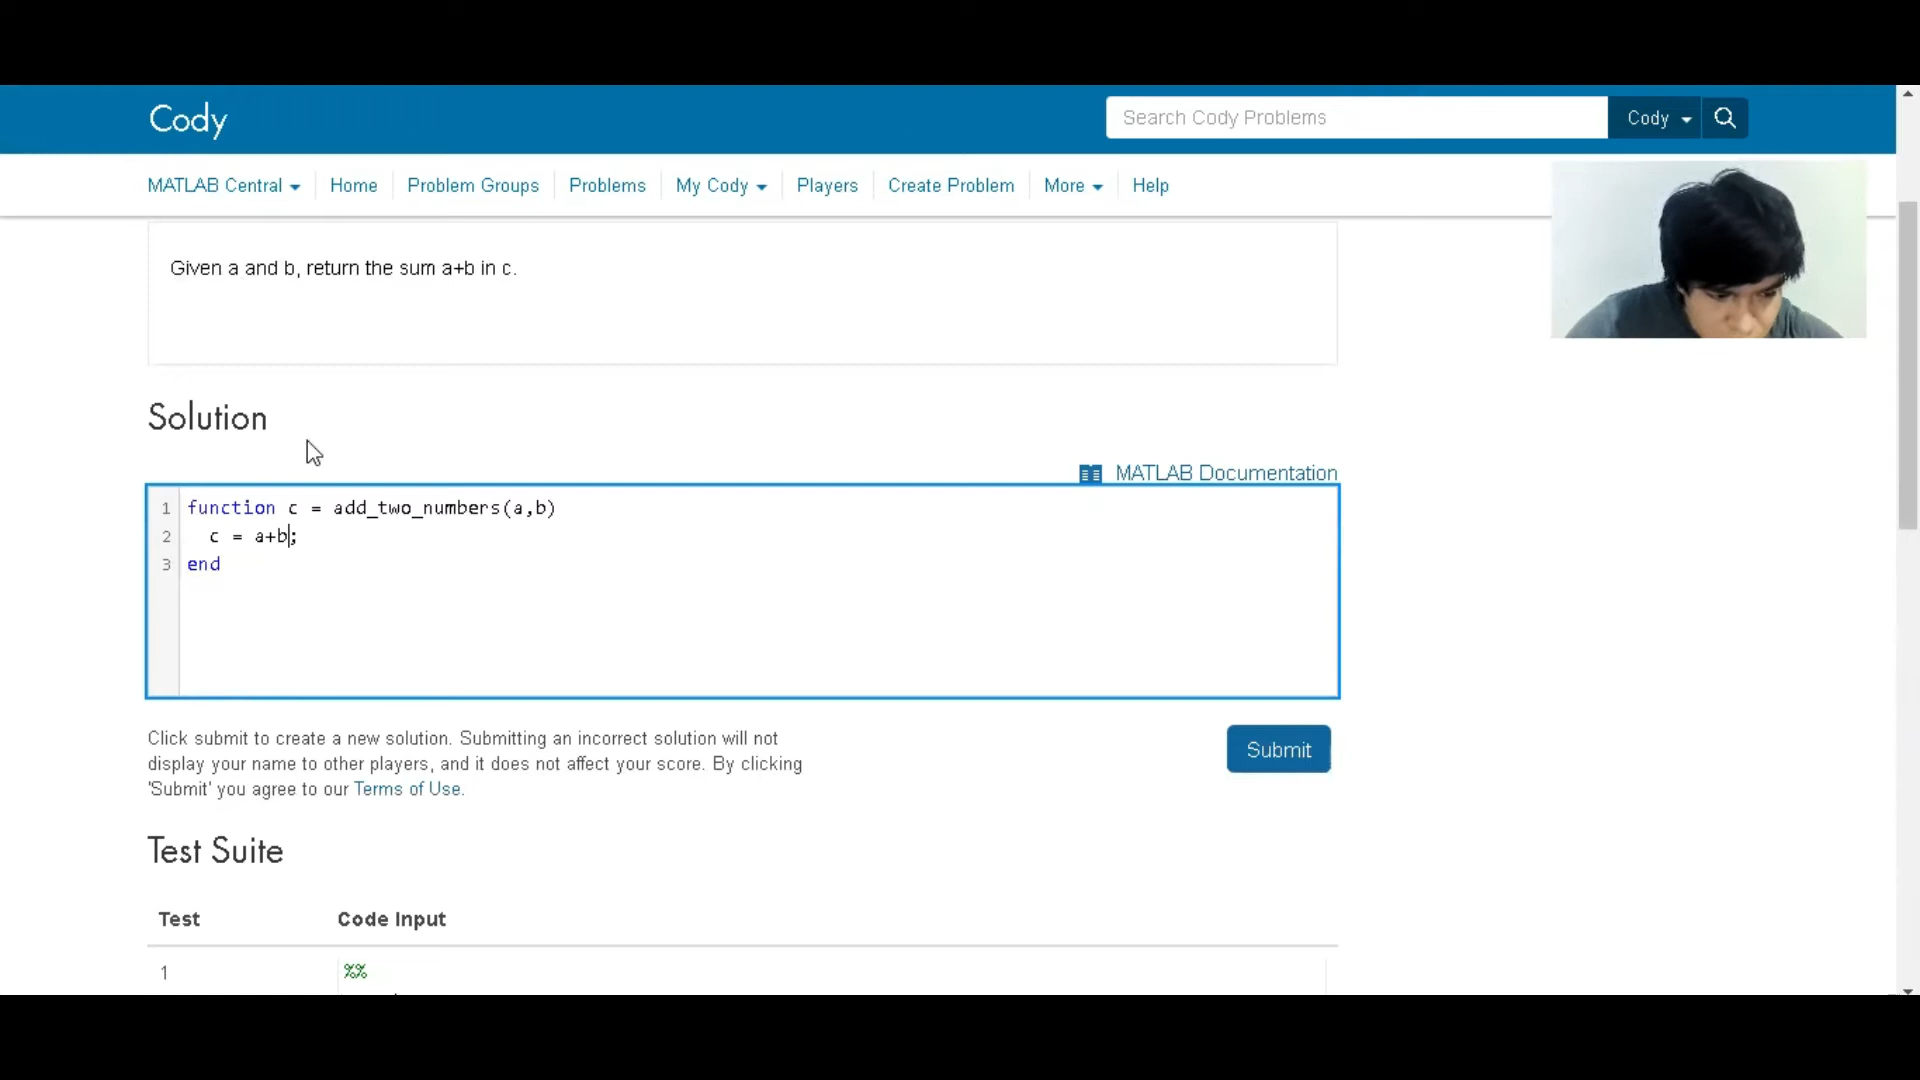 Cody
Search Cody Problems
Cody
MATLAB Central
Home
Problem Groups
Problems
My Cody
Players
Create Problem
More
Help
Given a and b, return the sum a+b in c.
Solution
MATLAB Documentation
1 function c = add_two_numbers(a,b)
2 c = a+b;
3 end
Click submit to create a new solution. Submitting an incorrect solution will not
display your name to other players, and it does not affect your score. By clicking
'Submit' you agree to our Terms of Use.
Submit
Test Suite
Test Code Input
1 %%